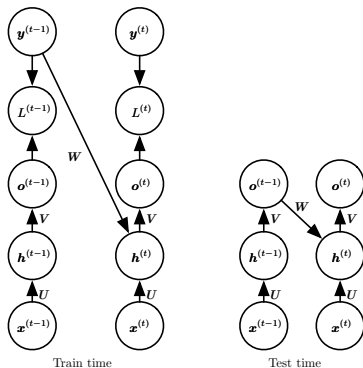 y^(t−1) y^(t)
L^(t−1) L^(t)
W
o^(t−1) o^(t) o^(t−1) o^(t)
W
V V V V
h^(t−1) h^(t) h^(t−1) h^(t)
U U U U
x^(t−1) x^(t) x^(t−1) x^(t)
Train time Test time